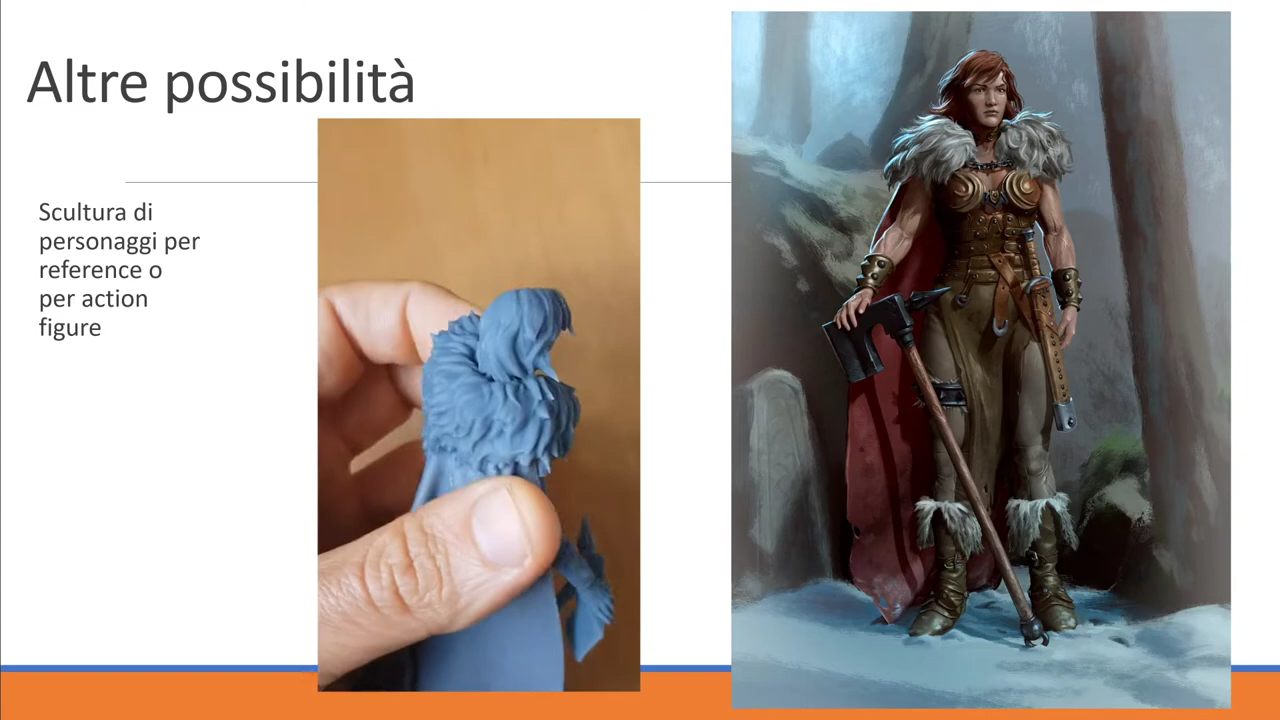 Altre possibilità
Scultura di
personaggi per
reference o
per action
figure